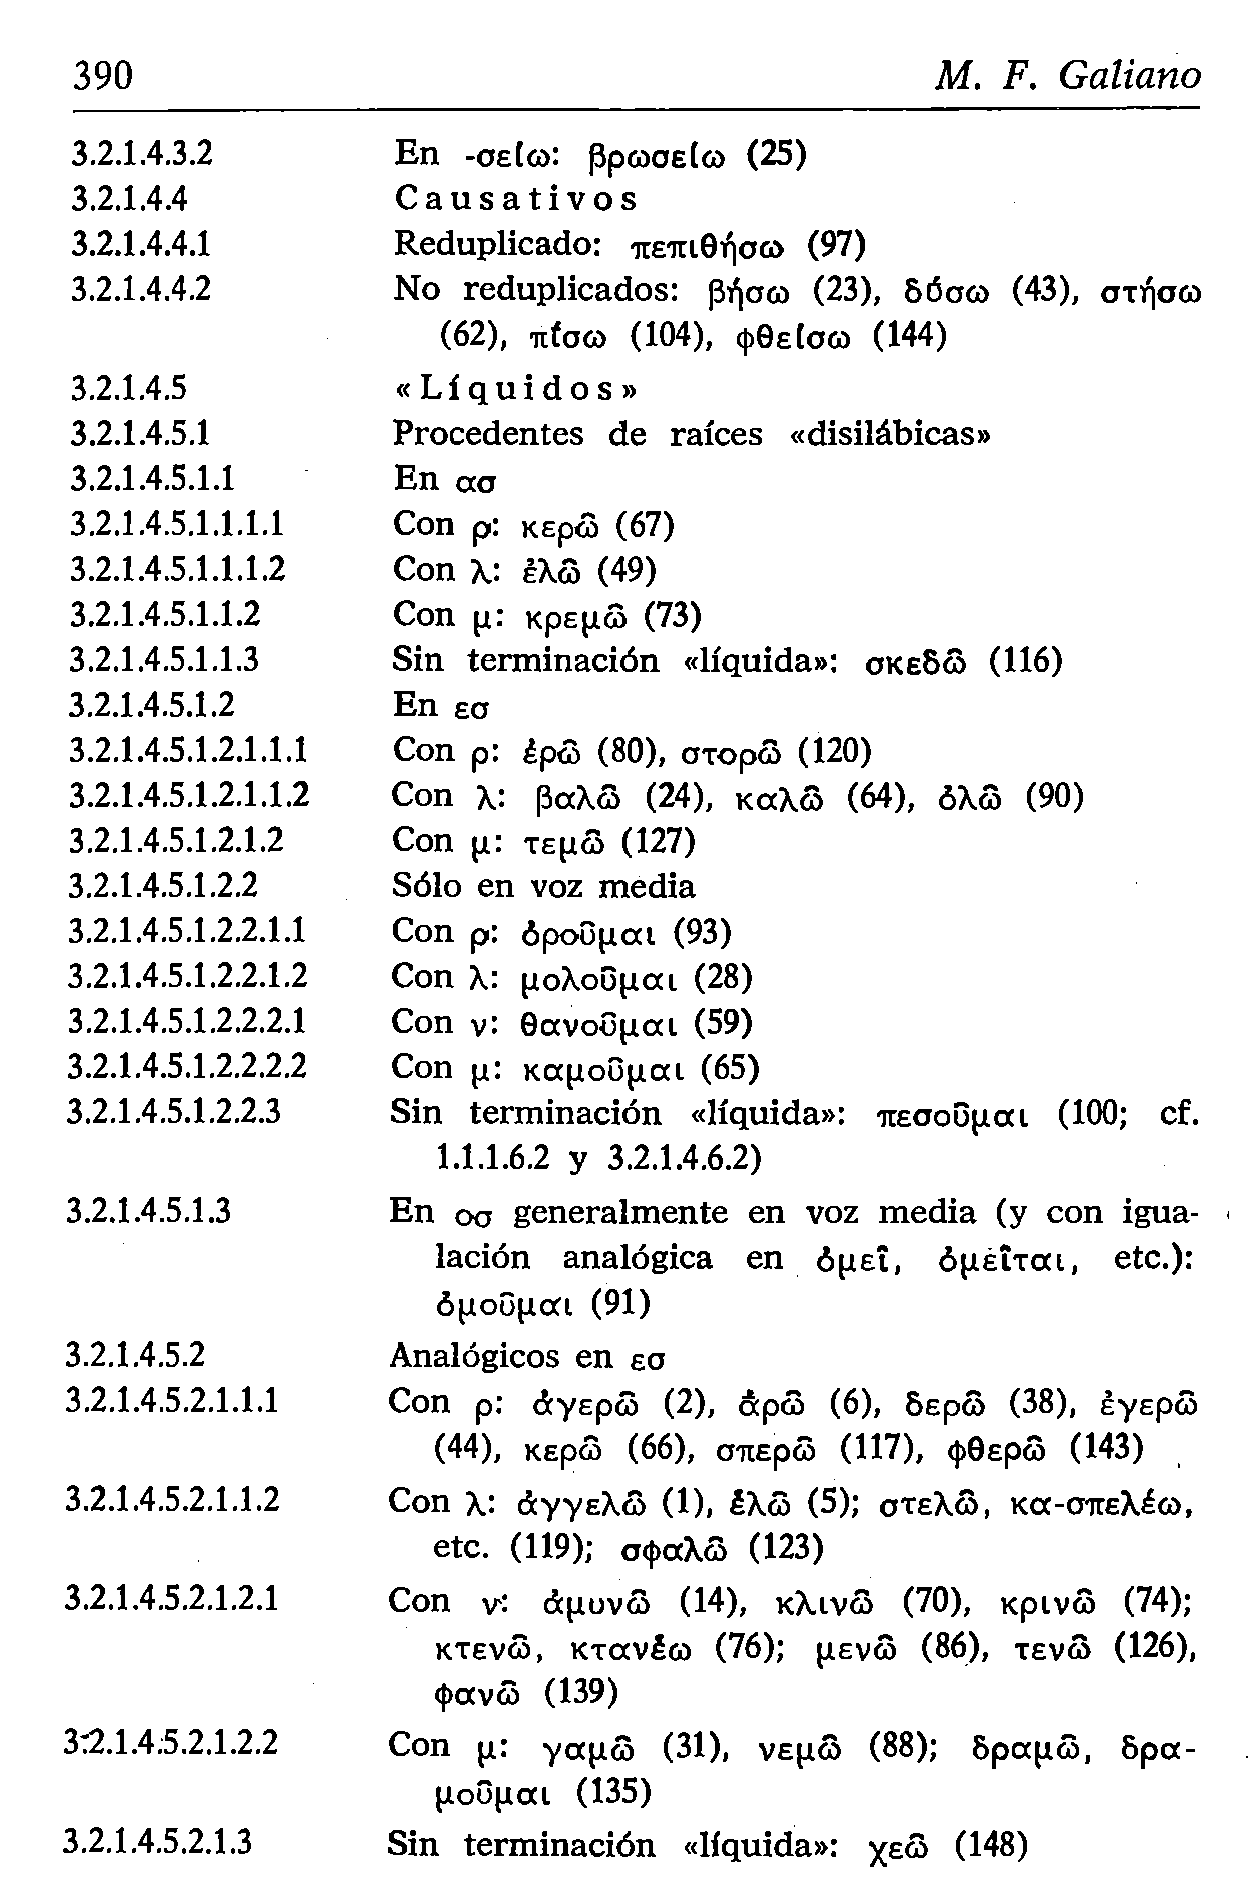 390 M. F. Galiano
3.2.1.4.3.2 En -σείω: βρωσείω (25)
3.2.1.4.4 Causativos
3.2.1.4.4.1 Reduplicado: πεπιθήσω (97)
3.2.1.4.4.2 No reduplicados: βήσω (23), δώσω (43), στήσω
(62), πίσω (104), φθείσω (144)
3.2.1.4.5 «Líquidos»
3.2.1.4.5.1 Procedentes de raíces «disilábicas»
3.2.1.4.5.1.1 En ασ
3.2.1.4.5.1.1.1.1 Con ρ: κερῶ (67)
3.2.1.4.5.1.1.1.2 Con λ: ἐλῶ (49)
3.2.1.4.5.1.1.2 Con μ: κρεμῶ (73)
3.2.1.4.5.1.1.3 Sin terminación «líquida»: σκεδῶ (116)
3.2.1.4.5.1.2 En εσ
3.2.1.4.5.1.2.1.1.1 Con ρ: ἐρῶ (80), στορῶ (120)
3.2.1.4.5.1.2.1.1.2 Con λ: βαλῶ (24), καλῶ (64), ὀλῶ (90)
3.2.1.4.5.1.2.1.2 Con μ: τεμῶ (127)
3.2.1.4.5.1.2.2 Sólo en voz media
3.2.1.4.5.1.2.2.1.1 Con ρ: ὀροῦμαι (93)
3.2.1.4.5.1.2.2.1.2 Con λ: μολοῦμαι (28)
3.2.1.4.5.1.2.2.2.1 Con ν: θανοῦμαι (59)
3.2.1.4.5.1.2.2.2.2 Con μ: καμοῦμαι (65)
3.2.1.4.5.1.2.2.3 Sin terminación «líquida»: πεσοῦμαι (100; cf.
1.1.1.6.2 y 3.2.1.4.6.2)
3.2.1.4.5.1.3 En οσ generalmente en voz media (y con igua-
lación analógica en ὀμεῖ, ὀμεῖται, etc.):
ὀμοῦμαι (91)
3.2.1.4.5.2 Analógicos en εσ
3.2.1.4.5.2.1.1.1 Con ρ: ἀγερῶ (2), ἀρῶ (6), δερῶ (38), ἐγερῶ
(44), κερῶ (66), σπερῶ (117), φθερῶ (143)
3.2.1.4.5.2.1.1.2 Con λ: ἀγγελῶ (1), ἑλῶ (5); στελῶ, κα-σπελέω,
etc. (119); σφαλῶ (123)
3.2.1.4.5.2.1.2.1 Con ν: ἀμυνῶ (14), κλινῶ (70), κρινῶ (74);
κτενῶ, κτανέω (76); μενῶ (86), τενῶ (126),
φανῶ (139)
3.2.1.4.5.2.1.2.2 Con μ: γαμῶ (31), νεμῶ (88); δραμῶ, δρα-
μοῦμαι (135)
3.2.1.4.5.2.1.3 Sin terminación «líquida»: χεῶ (148)